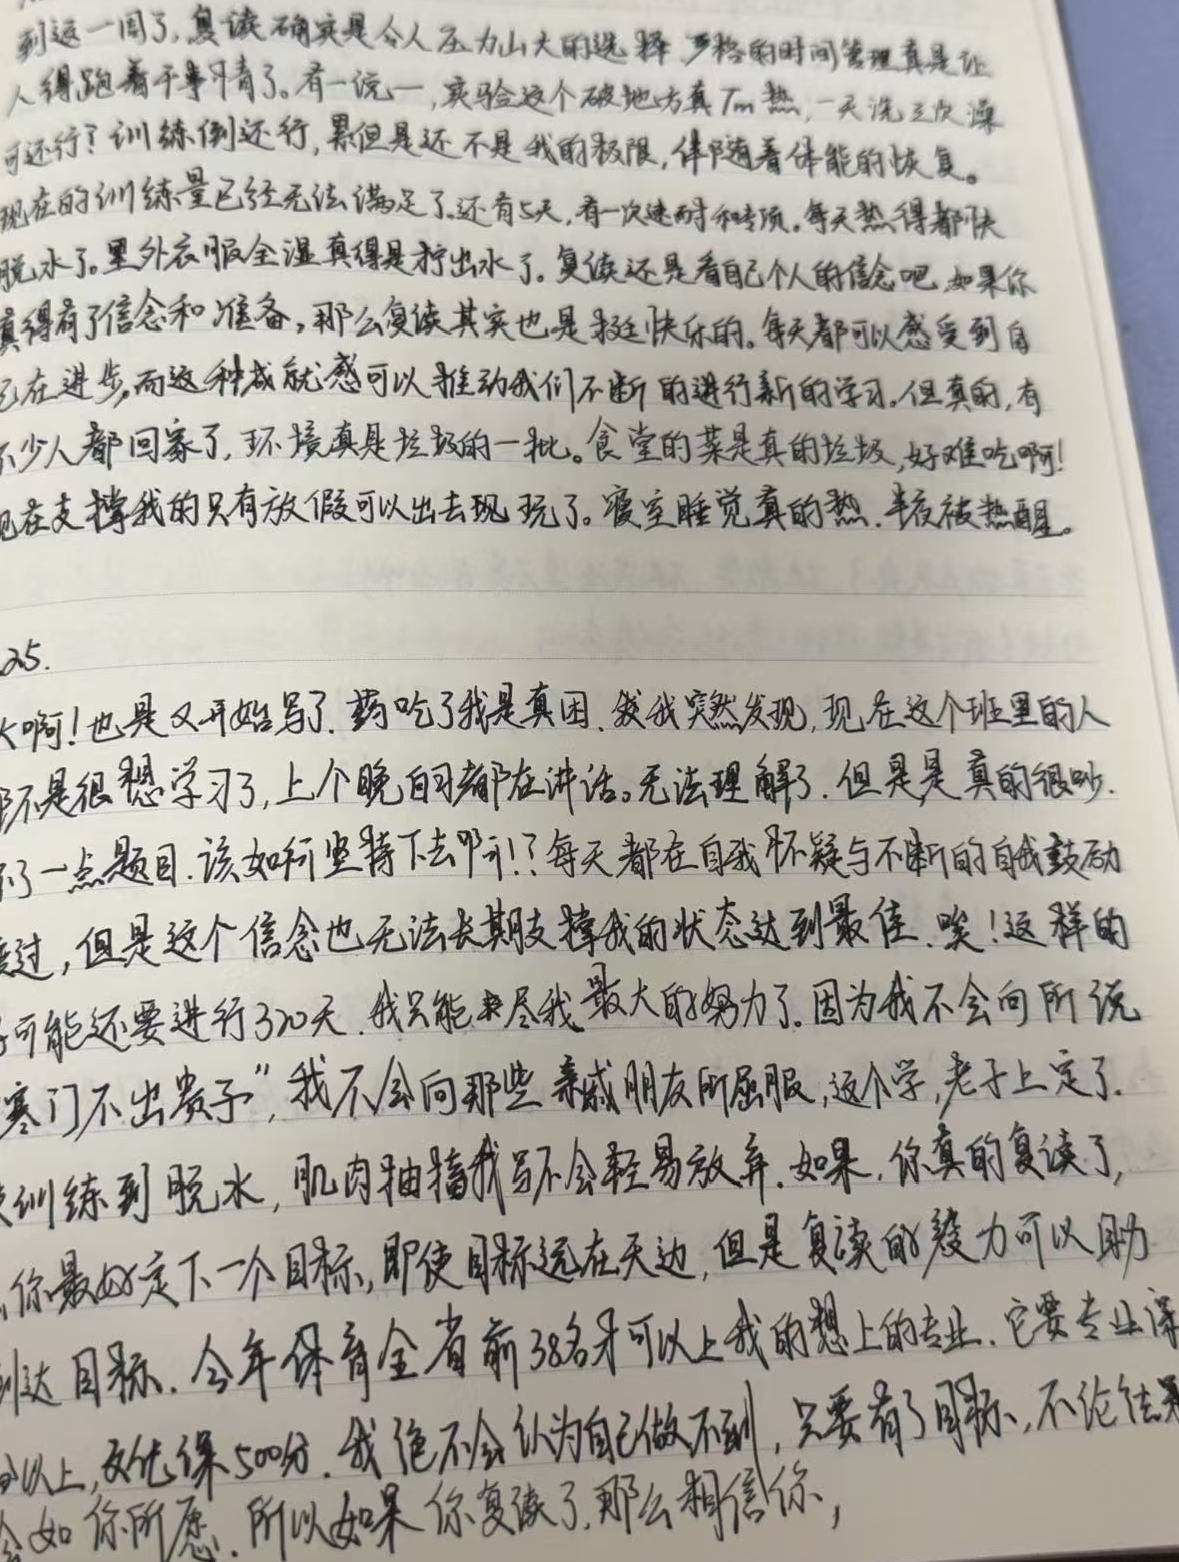 到这一周了,复读确实是令人压力山大的选择 严格的时间管理真是让
人得跑着干事情了。有一说一,实验这个破地方真Tm热,一天洗三次澡
可还行?训练倒还行,累但是还不是我的极限,伴随着体能的恢复。
现在的训练量已经无法满足了.还有5天,有一次速耐和专项。每天热得都快
脱水了。里外衣服全湿真得是拧出水了.复读还是看自己个人的信念吧,如果你
真得有了信念和准备,那么复读其实也是挺快乐的。每天都可以感受到自
己在进步,而这种成就感可以推动我们不断的进行新的学习。但真的,有
不少人都回家了,环境真是垃圾的一批。食堂的菜是真的垃圾,好难吃啊!
现在支撑我的只有放假可以出去现玩了。寝室睡觉真的热.半夜被热醒。
25.
啊!也是又开始写了.药吃了我是真困.我突然发现,现在这个班里的人
都不是很想学习了,上个晚自习都在讲话。无法理解了.但是是真的很吵.
了一点题目.该如何坚持下去啊!?每天都在自我怀疑与不断的自我鼓励
度过,但是这个信念也无法长期支撑我的状态达到最佳.唉!这样的
可能还要进行320天.我只能尽我最大的努力了。因为我不会向所说
寒门不出贵子”,我不会向那些亲戚朋友所屈服,这个学,老子上定了.
训练到脱水,肌肉抽搐我写不会轻易放弃.如果,你真的复读了,
你最好定下一个目标,即使目标远在天边,但是复读的毅力可以助
到达目标.今年体育全省前38名才可以上我的想上的专业.它要专业课
以上,文化课500分.我绝不会认为自己做不到,只要有了目标,不论结果
会如你所愿.所以如果你复读了.那么相信你,